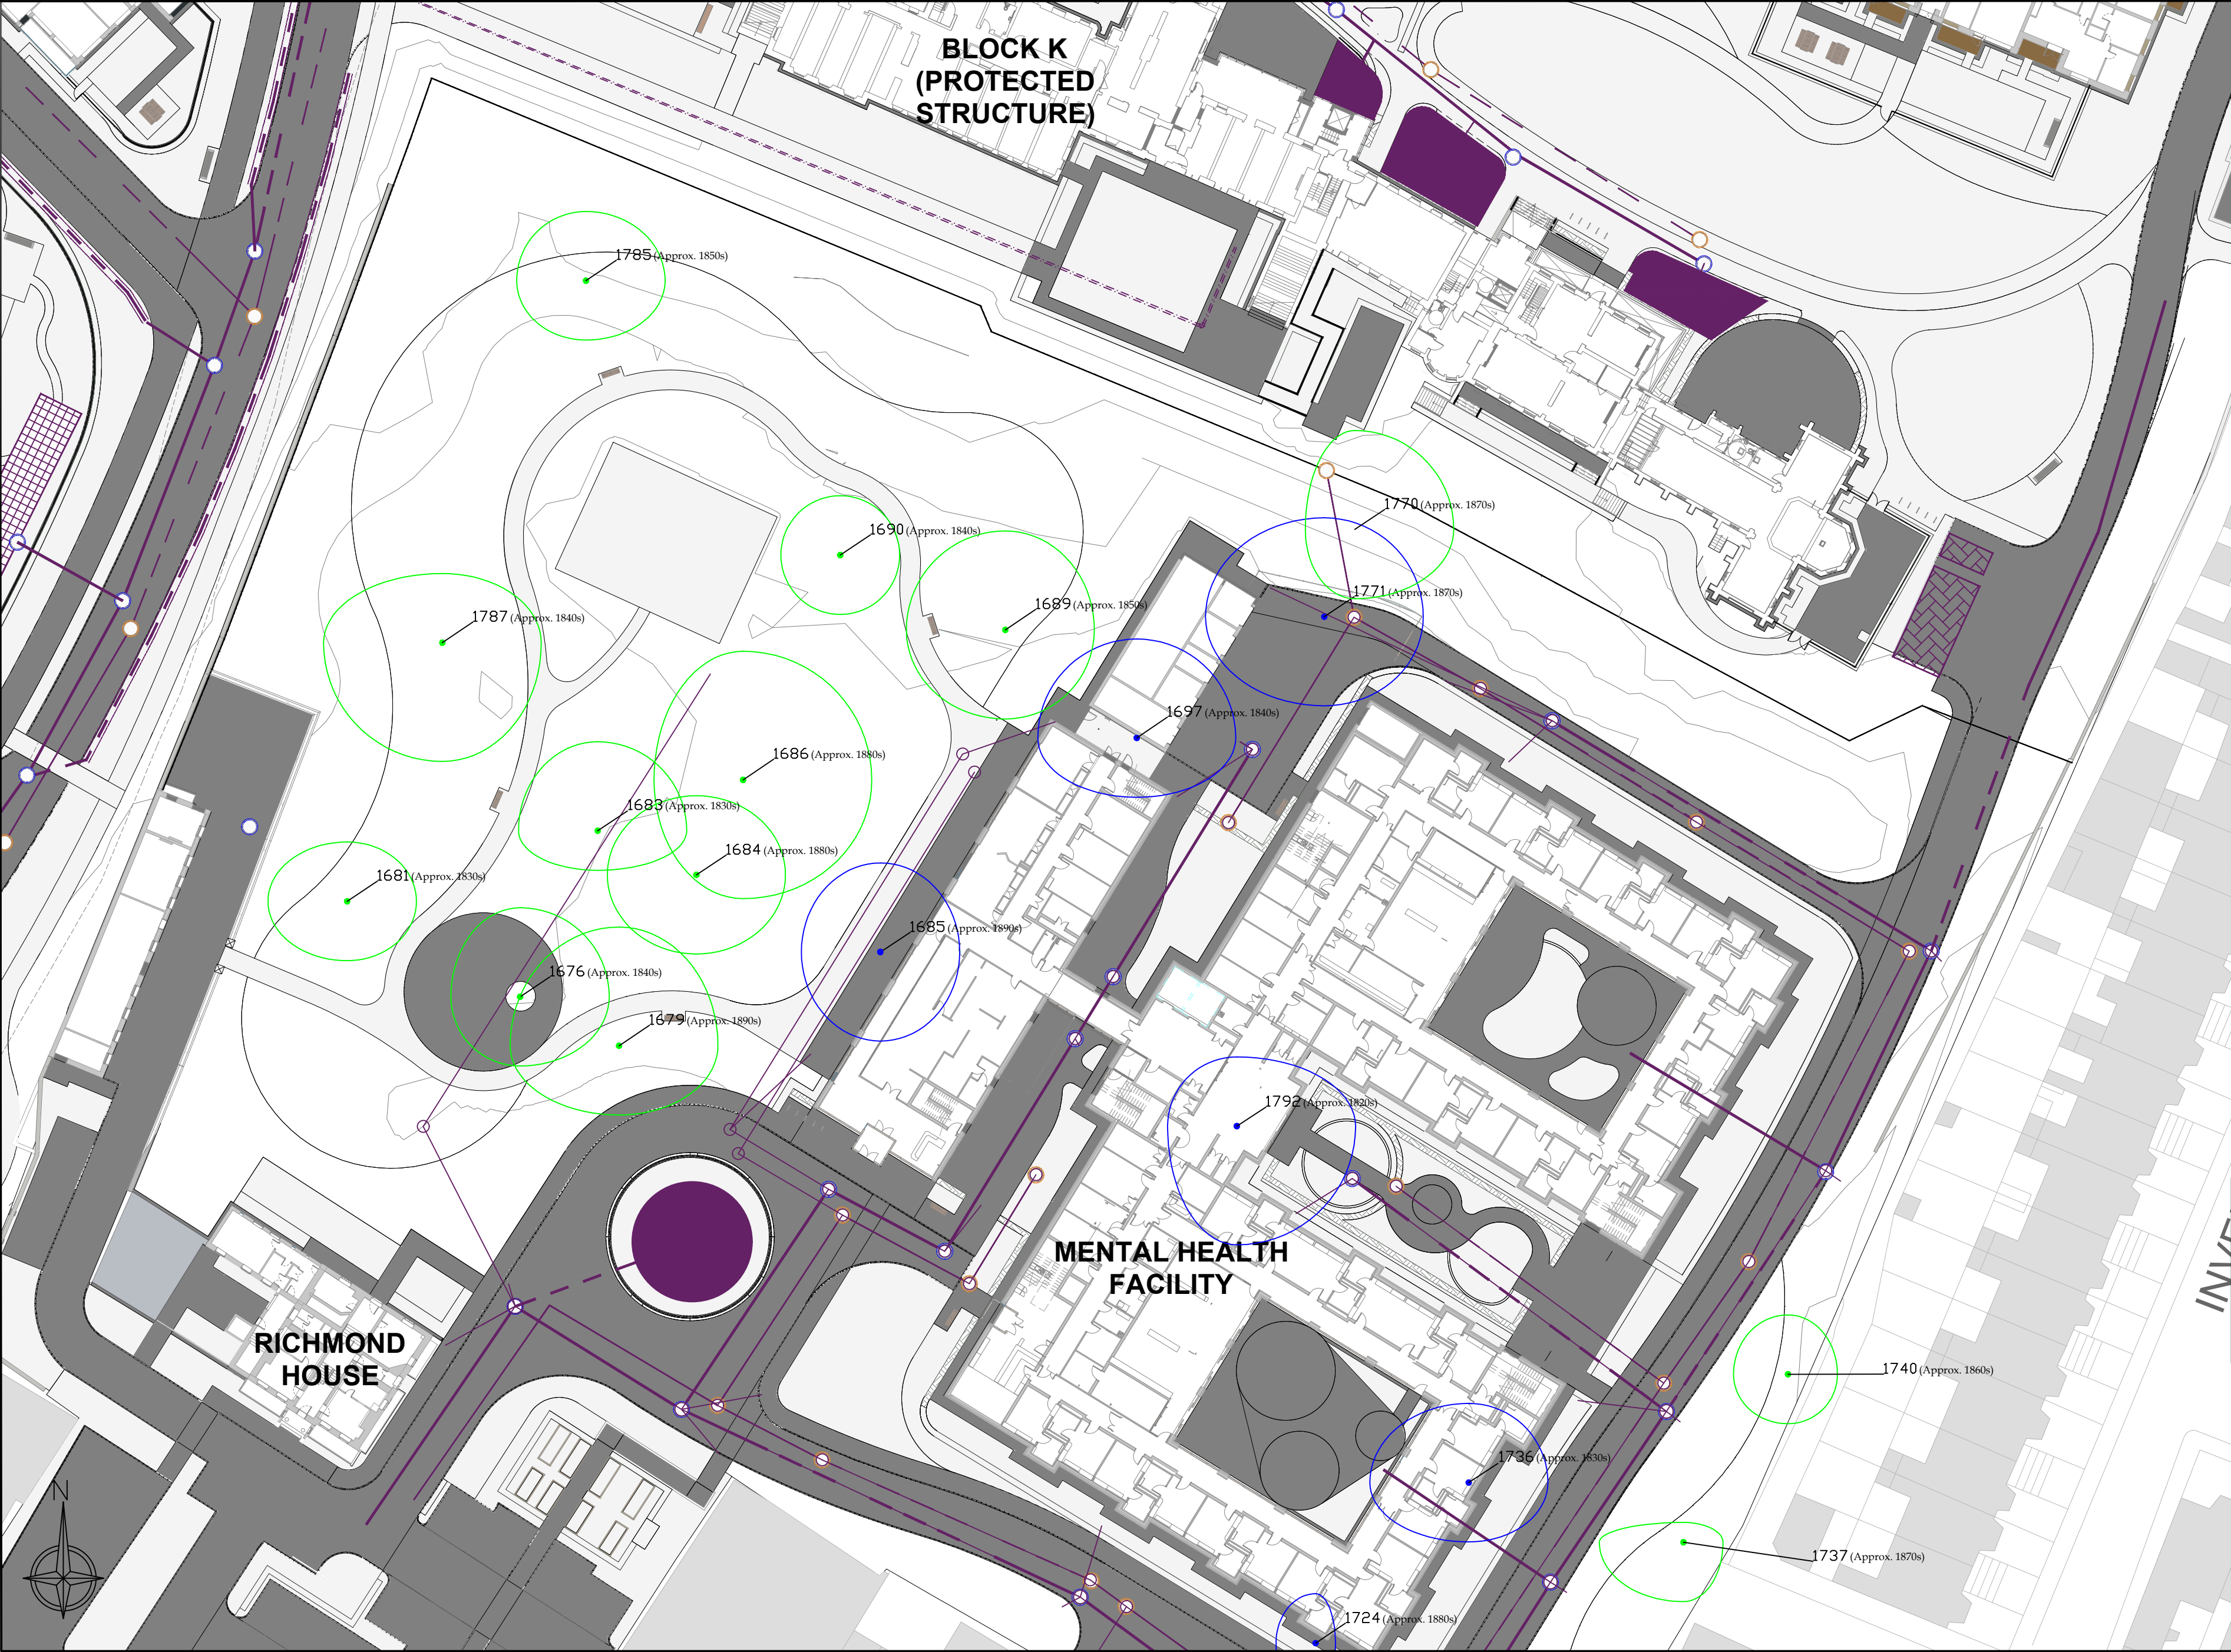 BLOCK K
(PROTECTED
STRUCTURE)
1785 (Approx. 1850s)
1770 (Approx. 1870s)
1690 (Approx. 1840s)
1771 (Approx. 1870s)
1689 (Approx. 1850s)
1787 (Approx. 1840s)
1697 (Approx. 1840s)
1686 (Approx. 1880s)
1683 (Approx. 1830s)
1684 (Approx. 1880s)
1681 (Approx. 1830s)
1685 (Approx. 1890s)
1676 (Approx. 1840s)
1679 (Approx. 1890s)
1792 (Approx. 1820s)
MENTAL HEALTH
FACILITY
RICHMOND
HOUSE
1740 (Approx. 1860s)
1736 (Approx. 1830s)
N
1737 (Approx. 1870s)
1724 (Approx. 1880s)